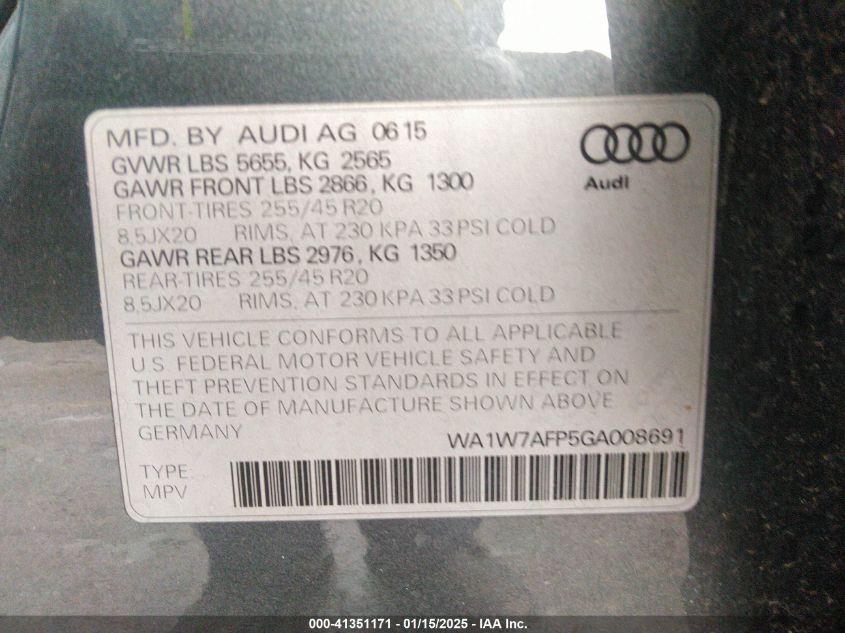 MFD. BY AUDI AG 0615
GVWR LBS 5655, KG 2565
GAWR FRONT LBS 2866, KG 1300
FRONT-TIRES 255/45 R20
8,5JX20 RIMS, AT 230 KPA 33 PSI COLD
GAWR REAR LBS 2976, KG 1350
REAR-TIRES 255/45 R20
8,5JX20 RIMS, AT 230 KPA 33 PSI COLD
Audi
THIS VEHICLE CONFORMS TO ALL APPLICABLE
U.S. FEDERAL MOTOR VEHICLE SAFETY AND
THEFT PREVENTION STANDARDS IN EFFECT ON
THE DATE OF MANUFACTURE SHOWN ABOVE
GERMANY
WA1W7AFP5GA008691
TYPE:
MPV
000-41351171 - 01/15/2025 - IAA Inc.